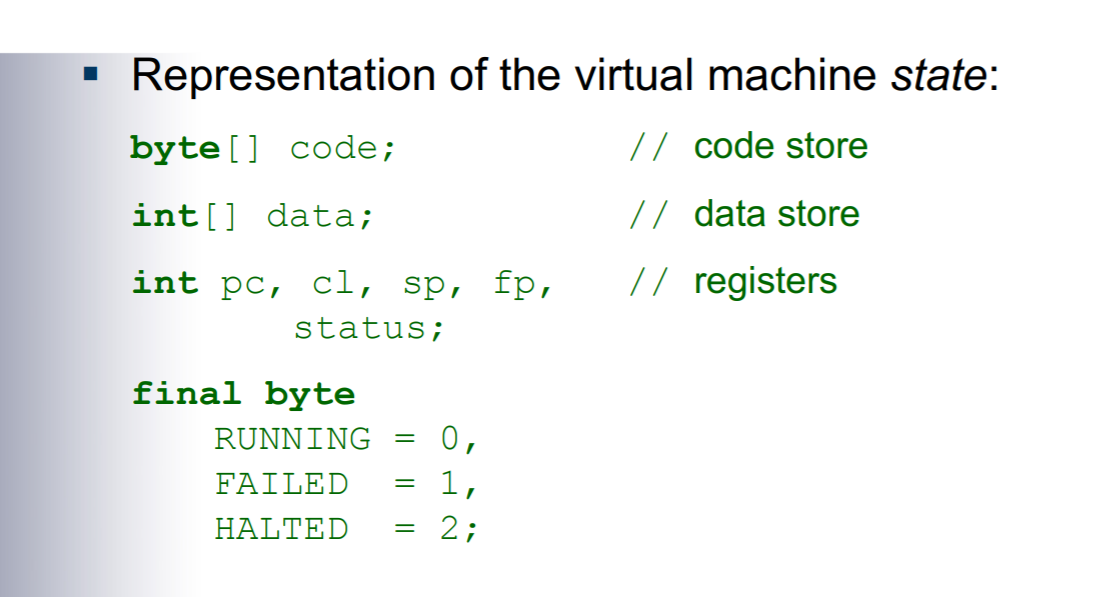 ▪ Representation of the virtual machine state:
byte[] code; // code store
int[] data; // data store
int pc, cl, sp, fp, // registers
status;
final byte
RUNNING = 0,
FAILED = 1,
HALTED = 2;